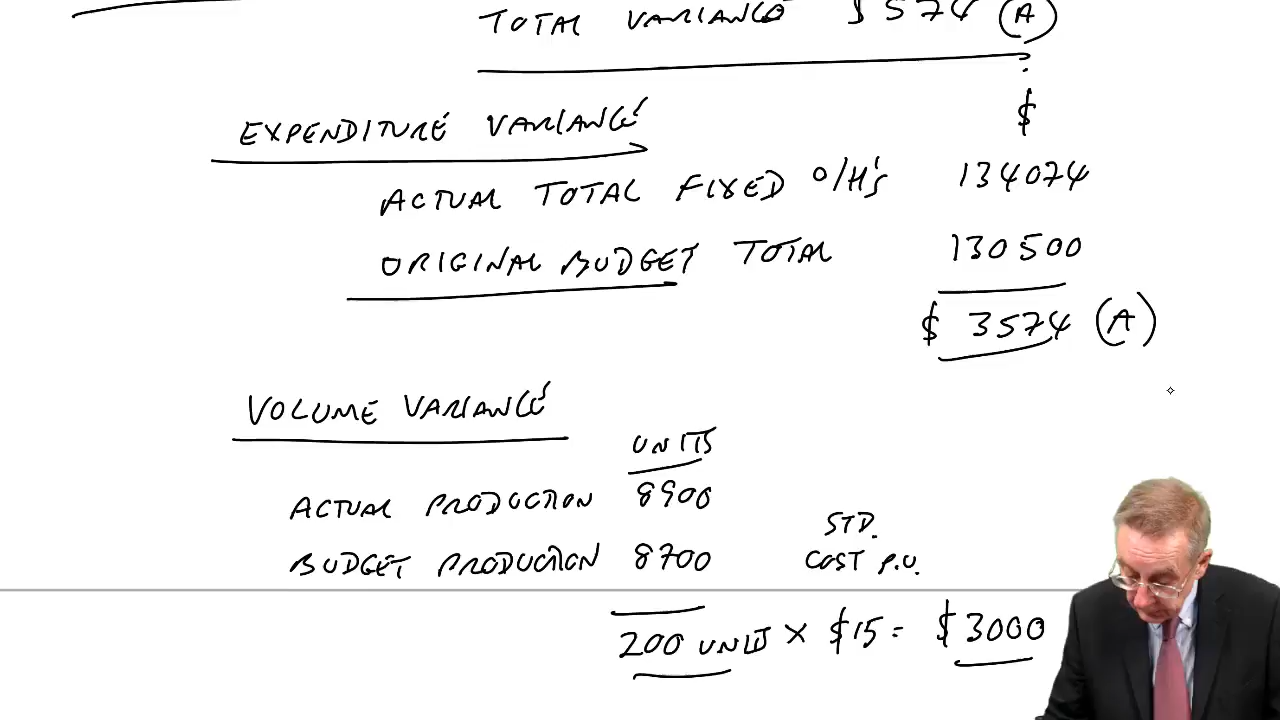 TOTAL VARIANCE $ 574 (A)
EXPENDITURE VARIANCE
$
ACTUAL TOTAL FIXED O/H's 134074
ORIGINAL BUDGET TOTAL 130500
$ 3574 (A)
VOLUME VARIANCE
UNITS
ACTUAL PRODUCTION 8900
STD.
BUDGET PRODUCTION 8700 COST P.U.
200 UNITS × $15 = $3000